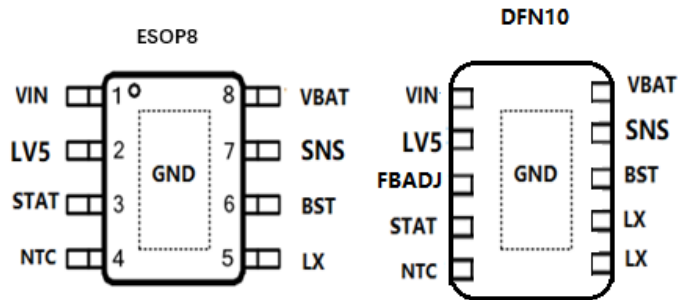 ESOP8
VIN 1 8 VBAT
LV5 2 7 SNS
GND
STAT 3 6 BST
NTC 4 5 LX
DFN10
VIN VBAT
LV5 SNS
FBADJ GND BST
STAT LX
NTC LX